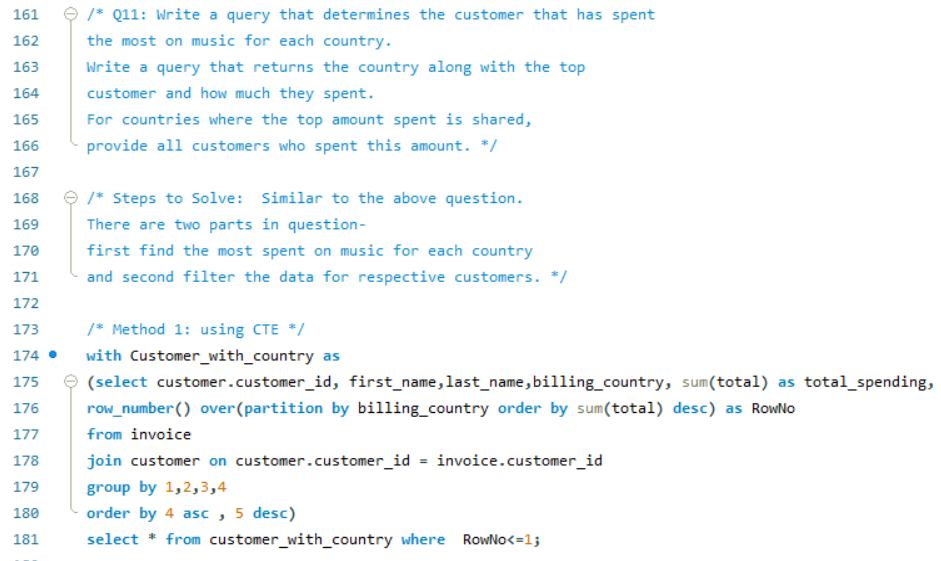 161 /* Q11: Write a query that determines the customer that has spent
162 the most on music for each country.
163 Write a query that returns the country along with the top
164 customer and how much they spent.
165 For countries where the top amount spent is shared,
166 provide all customers who spent this amount. */
167
168 /* Steps to Solve:  Similar to the above question.
169 There are two parts in question-
170 first find the most spent on music for each country
171 and second filter the data for respective customers. */
172
173 /* Method 1: using CTE */
174 with Customer_with_country as
175 (select customer.customer_id, first_name,last_name,billing_country, sum(total) as total_spending,
176 row_number() over(partition by billing_country order by sum(total) desc) as RowNo
177 from invoice
178 join customer on customer.customer_id = invoice.customer_id
179 group by 1,2,3,4
180 order by 4 asc , 5 desc)
181 select * from customer_with_country where  RowNo<=1;